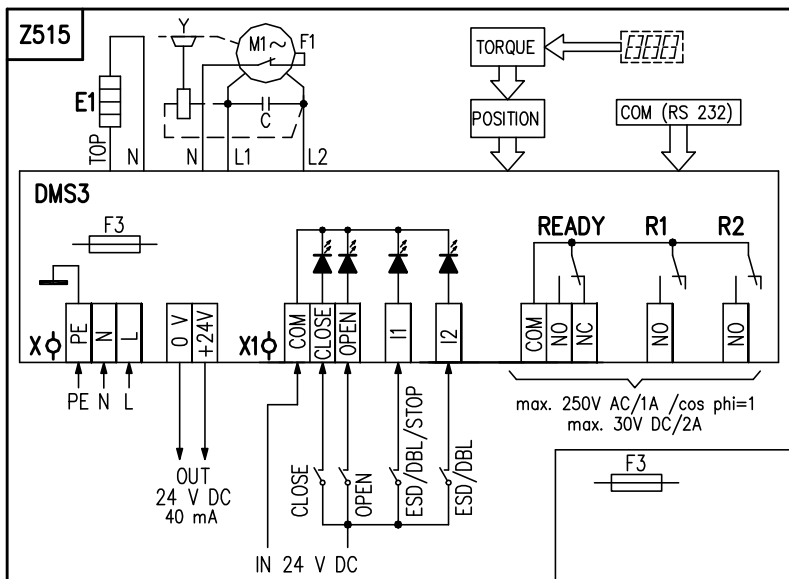 Z515
Y
M1 ~
F1
E1
C
TOP
N
N
L1
L2
TORQUE
POSITION
COM (RS 232)
DMS3
F3
READY
R1
R2
X
PE
N
L
0 V
+24V
X1
COM
CLOSE
OPEN
I1
I2
COM
NO
NC
NO
NO
PE N L
OUT
24 V DC
40 mA
CLOSE
OPEN
ESD/DBL/STOP
ESD/DBL
IN 24 V DC
max. 250V AC/1A /cos phi=1
max. 30V DC/2A
F3